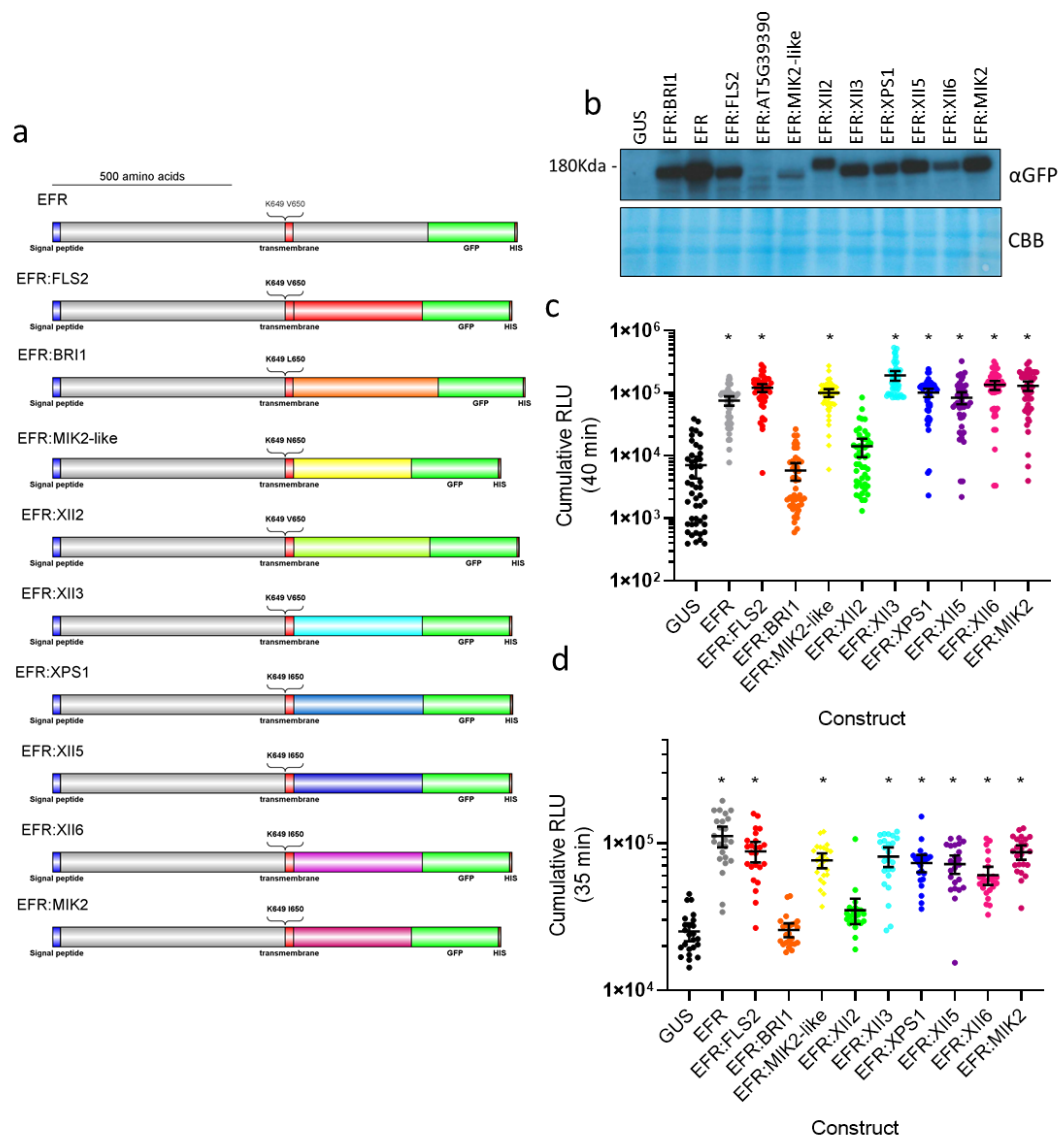 a
500 amino acids
EFR
K649 V650
Signal peptide transmembrane GFP HIS
EFR:FLS2
K649 V650
Signal peptide transmembrane GFP HIS
EFR:BRI1
K649 L650
Signal peptide transmembrane GFP HIS
EFR:MIK2-like
K649 N650
Signal peptide transmembrane GFP HIS
EFR:XII2
K649 V650
Signal peptide transmembrane GFP HIS
EFR:XII3
K649 V650
Signal peptide transmembrane GFP HIS
EFR:XPS1
K649 I650
Signal peptide transmembrane GFP HIS
EFR:XII5
K649 I650
Signal peptide transmembrane GFP HIS
EFR:XII6
K649 I650
Signal peptide transmembrane GFP HIS
EFR:MIK2
K649 I650
Signal peptide transmembrane GFP HIS
b
GUS
EFR:BRI1
EFR
EFR:FLS2
EFR:AT5G39390
EFR:MIK2-like
EFR:XII2
EFR:XII3
EFR:XPS1
EFR:XII5
EFR:XII6
EFR:MIK2
180Kda -
αGFP
CBB
c
Cumulative RLU
(40 min)
1×10⁶
1×10⁵
1×10⁴
1×10³
1×10²
* * * * * * * *
GUS
EFR
EFR:FLS2
EFR:BRI1
EFR:MIK2-like
EFR:XII2
EFR:XII3
EFR:XPS1
EFR:XII5
EFR:XII6
EFR:MIK2
Construct
d
Cumulative RLU
(35 min)
1×10⁵
1×10⁴
* * * * * * * *
GUS
EFR
EFR:FLS2
EFR:BRI1
EFR:MIK2-like
EFR:XII2
EFR:XII3
EFR:XPS1
EFR:XII5
EFR:XII6
EFR:MIK2
Construct